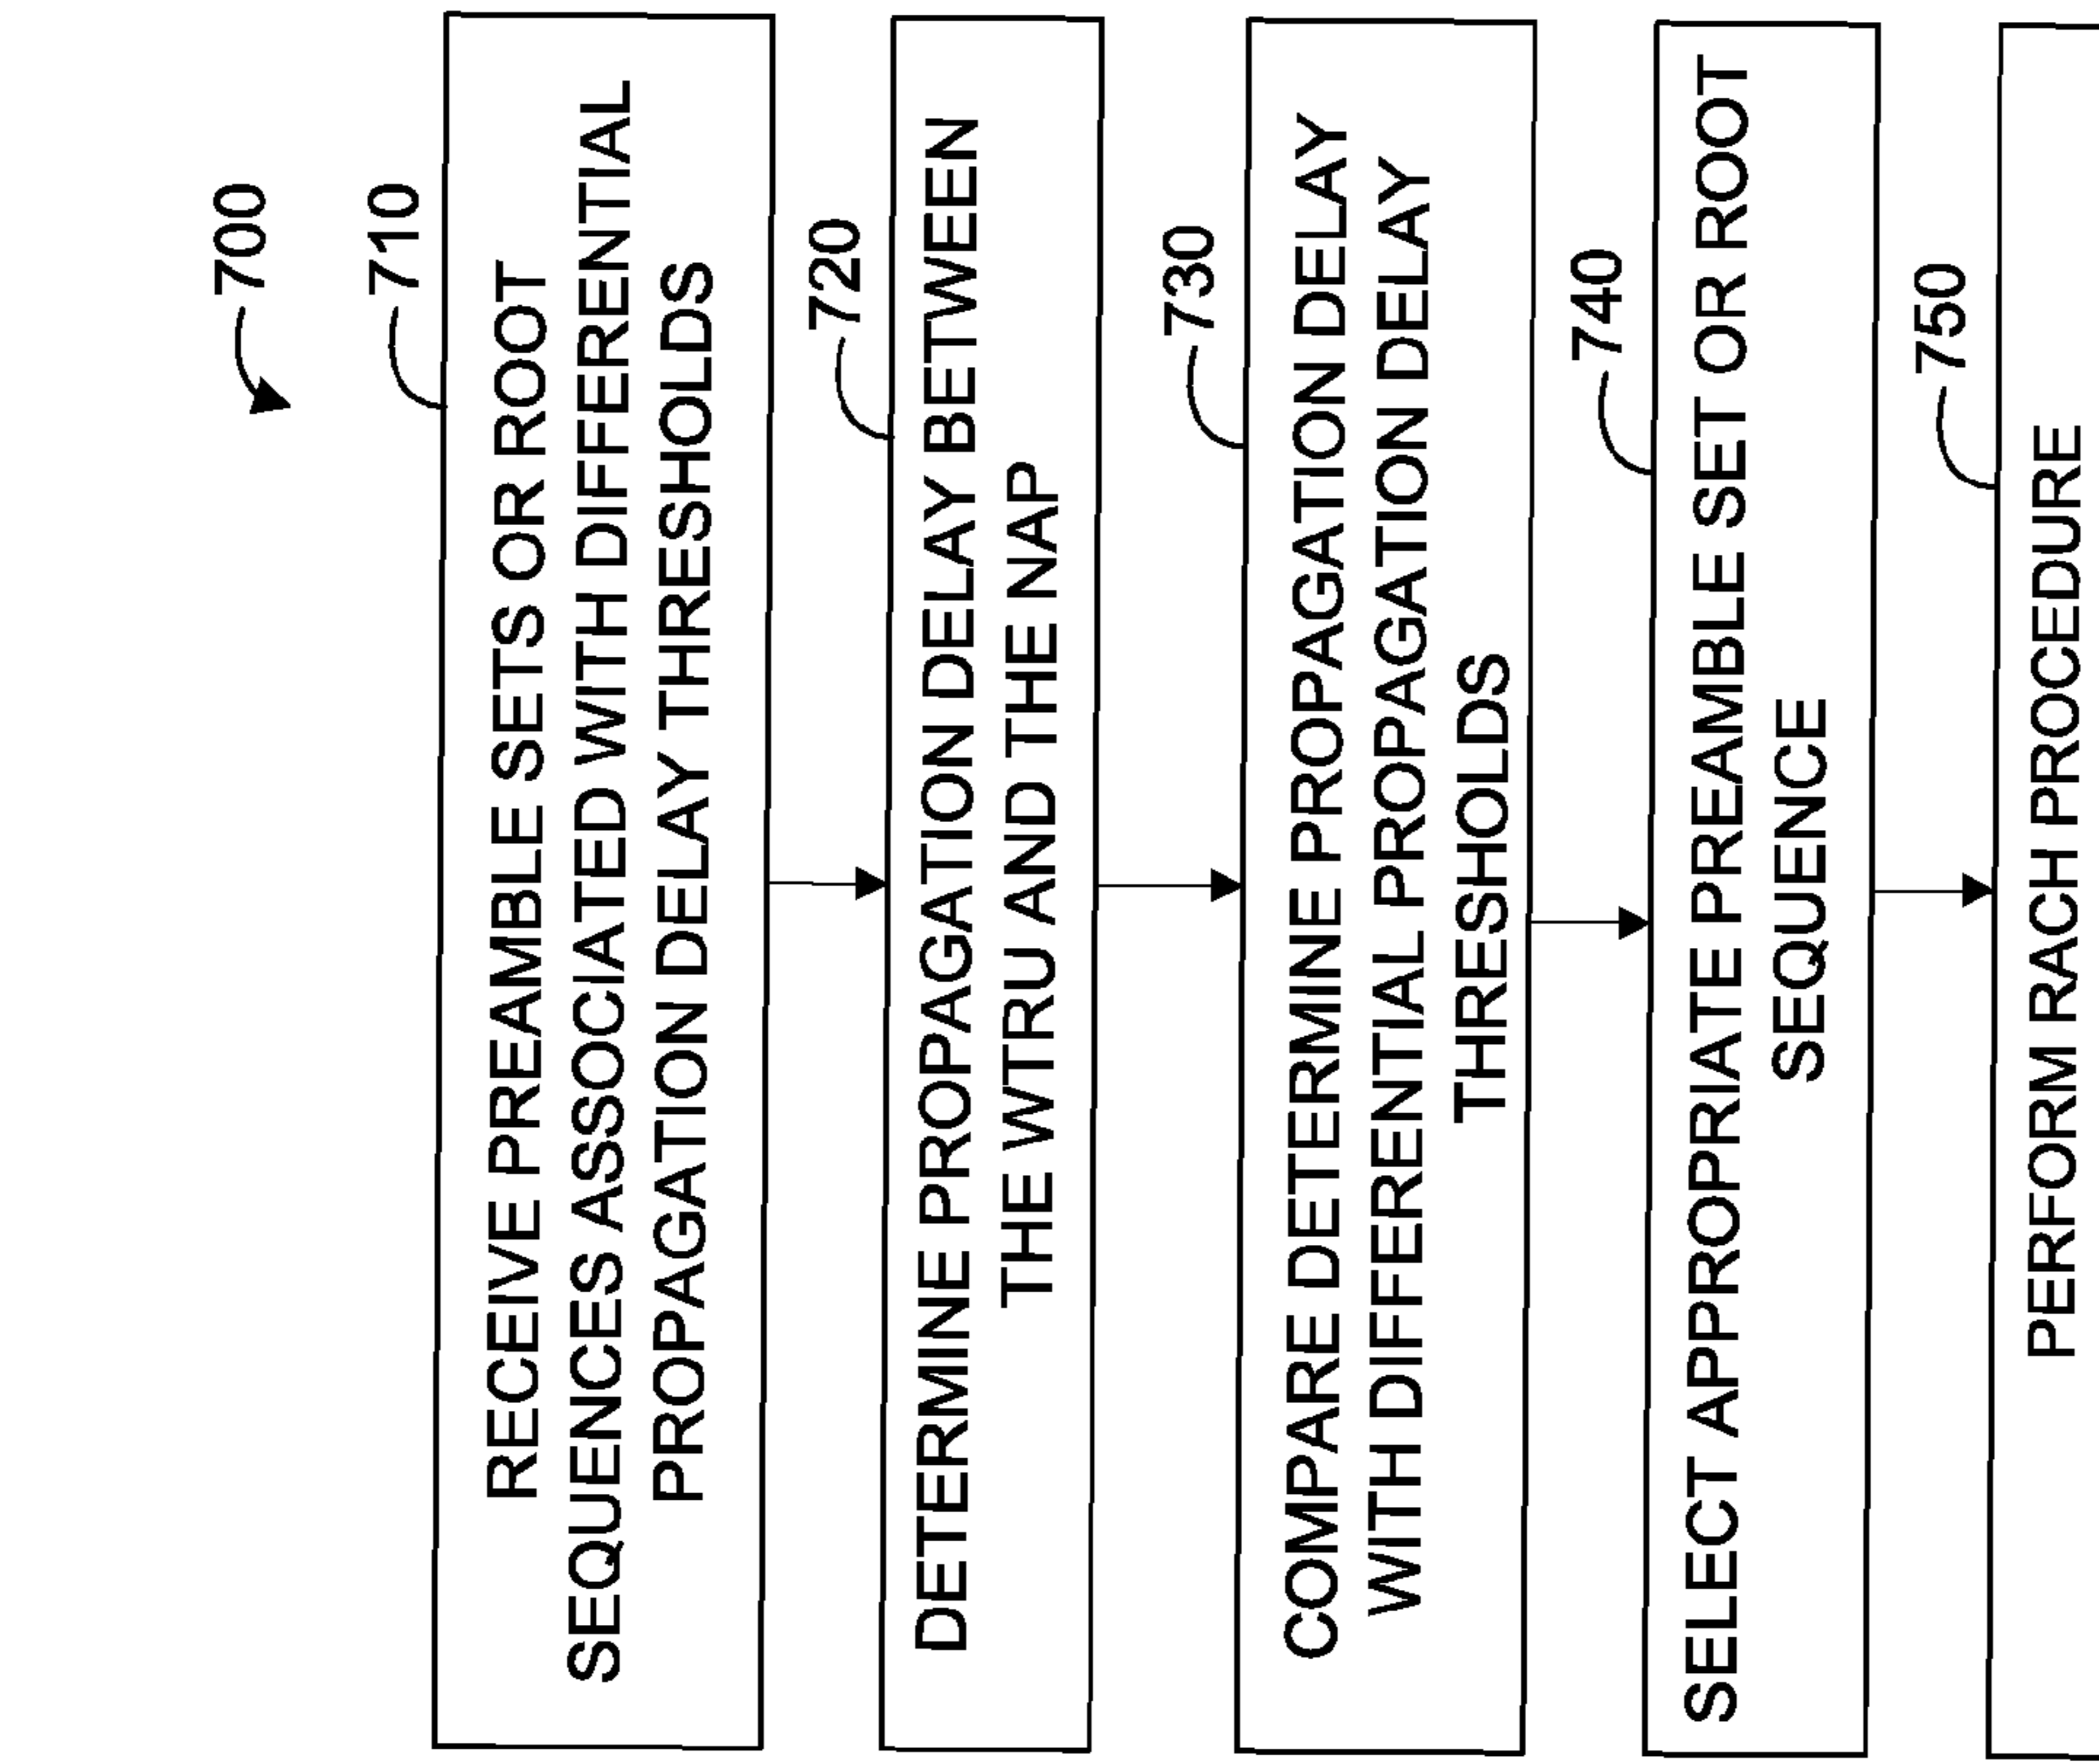 700
710
RECEIVE PREAMBLE SETS OR ROOT
SEQUENCES ASSOCIATED WITH DIFFERENTIAL
PROPAGATION DELAY THRESHOLDS
720
DETERMINE PROPAGATION DELAY BETWEEN
THE WTRU AND THE NAP
730
COMPARE DETERMINE PROPAGATION DELAY
WITH DIFFERENTIAL PROPAGATION DELAY
THRESHOLDS
740
SELECT APPROPRIATE PREAMBLE SET OR ROOT
SEQUENCE
750
PERFORM RACH PROCEDURE